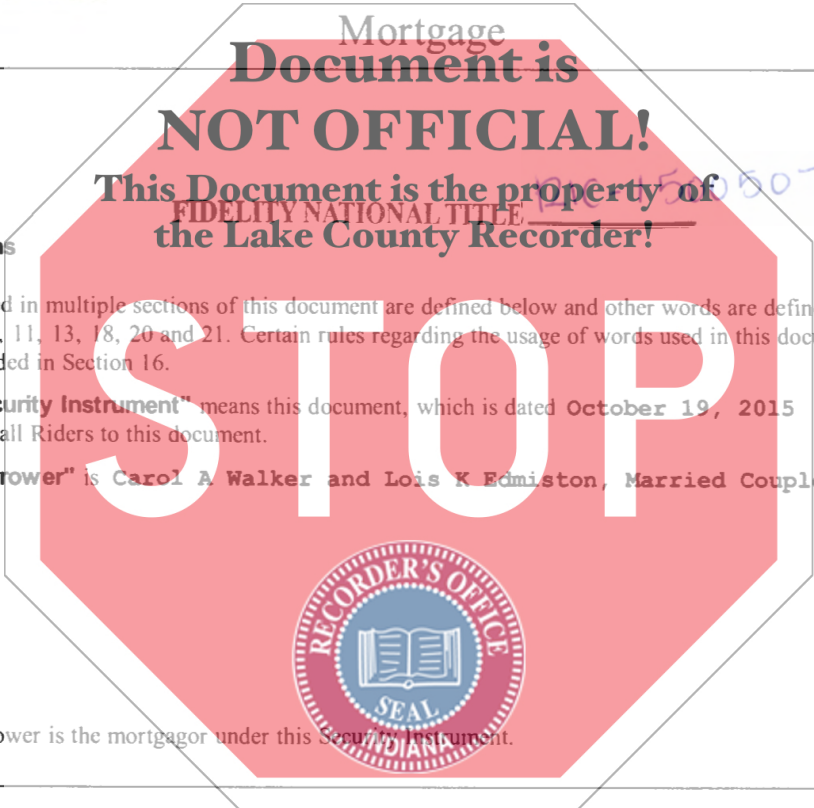 Mortgage
Document is
NOT OFFICIAL!
This Document is the property of
FIDELITY NATIONAL TITLE
the Lake County Recorder!
s
d in multiple sections of this document are defined below and other words are defin
, 11, 13, 18, 20 and 21. Certain rules regarding the usage of words used in this doc
ded in Section 16.
curity Instrument" means this document, which is dated October 19, 2015
all Riders to this document.
rower" is Carol A Walker and Lois K Edmiston, Married Coupl
STOP
RECORDER'S OFFICE
SEAL
INDIANA
ower is the mortgagor under this Security Instrument.